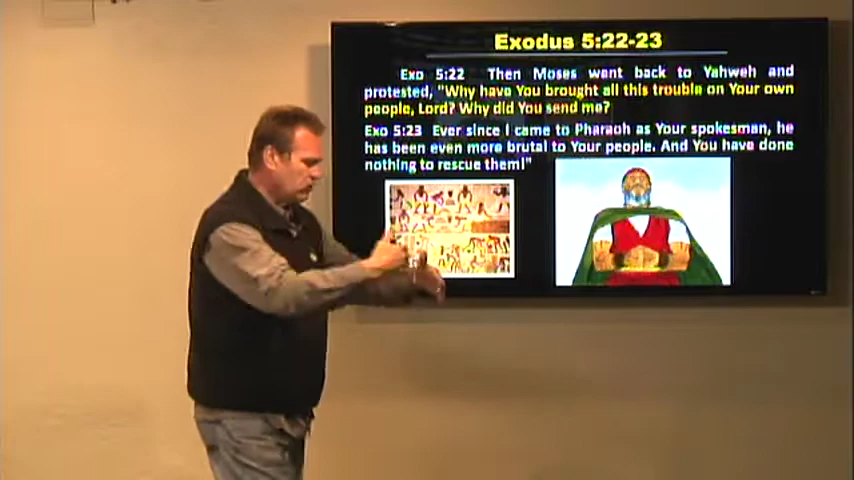 Exodus 5:22-23
Exo 5:22 Then Moses went back to Yahweh and
protested, "Why have You brought all this trouble on Your own
people, Lord? Why did You send me?
Exo 5:23 Ever since I came to Pharaoh as Your spokesman, he
has been even more brutal to Your people. And You have done
nothing to rescue them!"